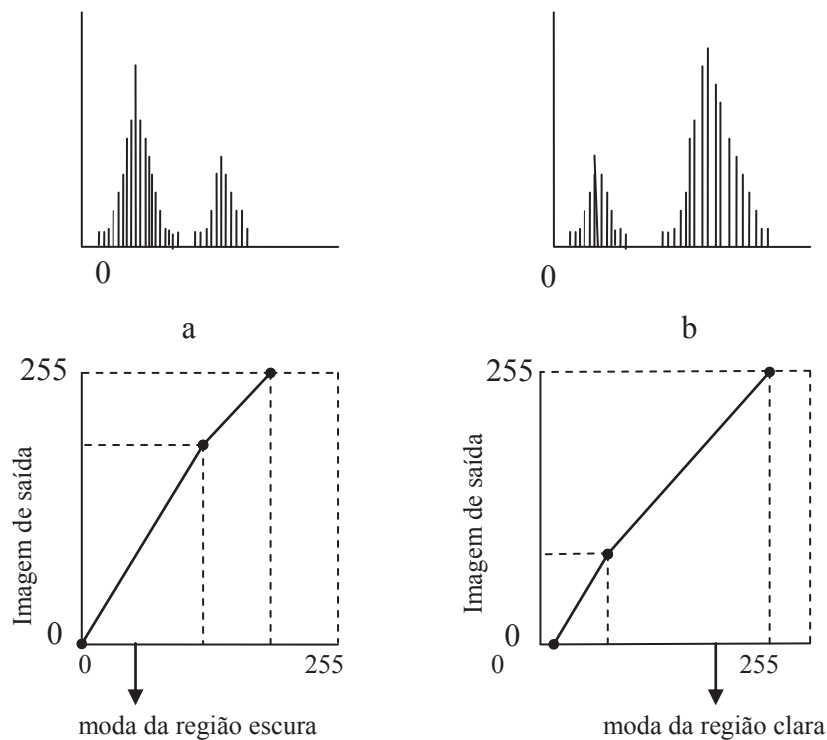 0
0
a
b
255
Imagem de saída
0
0
255
moda da região escura
255
Imagem de saída
0
0
255
moda da região clara